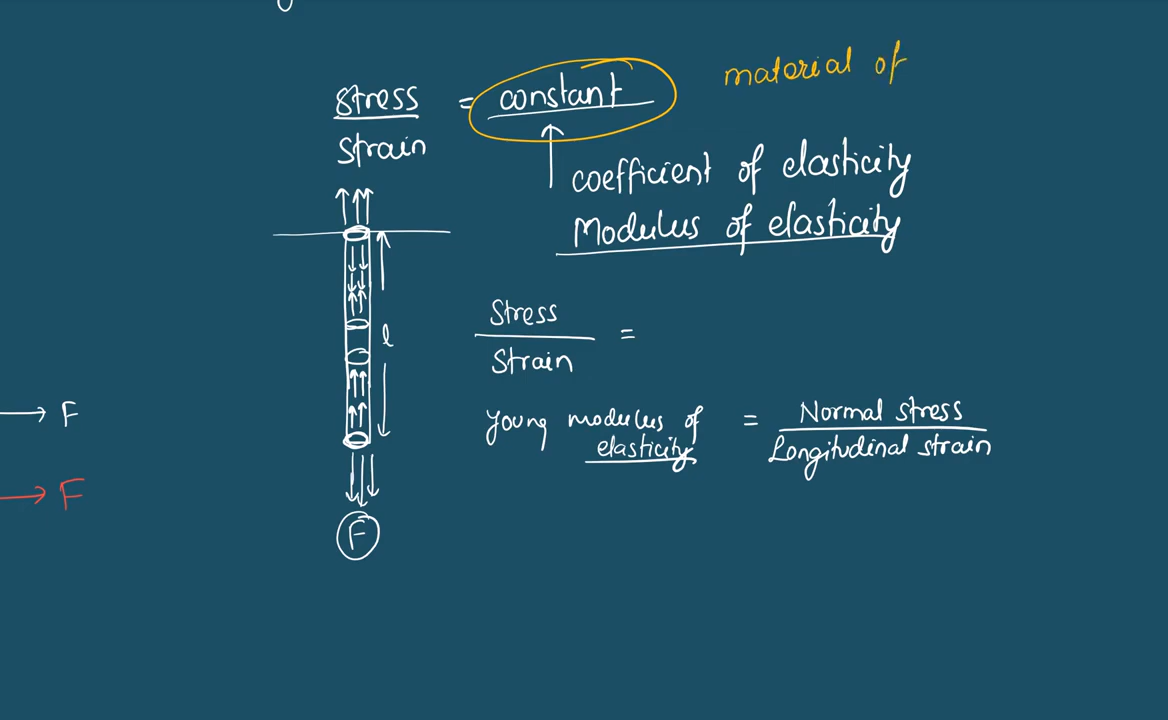 material of
stress = constant
strain
coefficient of elasticity
Modulus of elasticity
l
Stress =
Strain
F
Young modulus of = Normal stress
elasticity Longitudinal strain
F
F